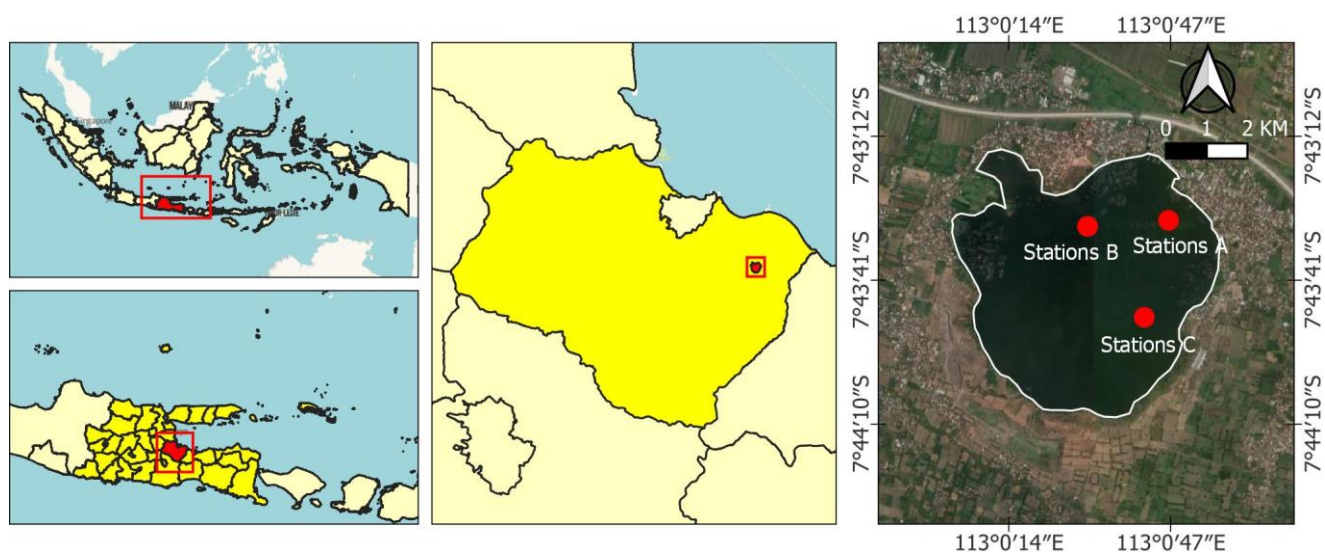 MALAY
Singapore
113°0′14″E
113°0′47″E
7°43′12″S
7°43′12″S
0 1 2 KM
Stations B
Stations A
7°43′41″S
7°43′41″S
Stations C
7°44′10″S
7°44′10″S
113°0′14″E
113°0′47″E